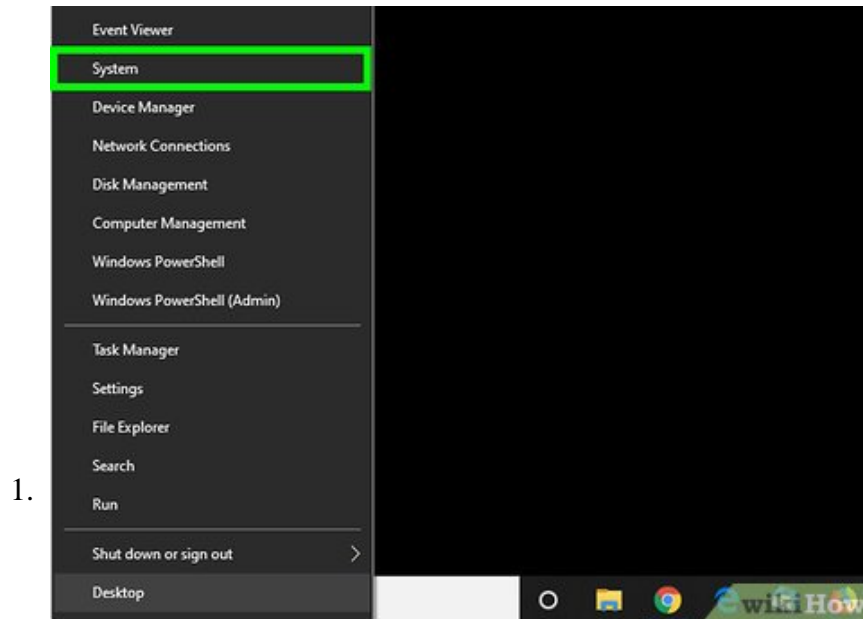 Event Viewer
System
Device Manager
Network Connections
Disk Management
Computer Management
Windows PowerShell
Windows PowerShell (Admin)
Task Manager
Settings
File Explorer
Search
1.
Run
Shut down or sign out
Desktop
wikiHow